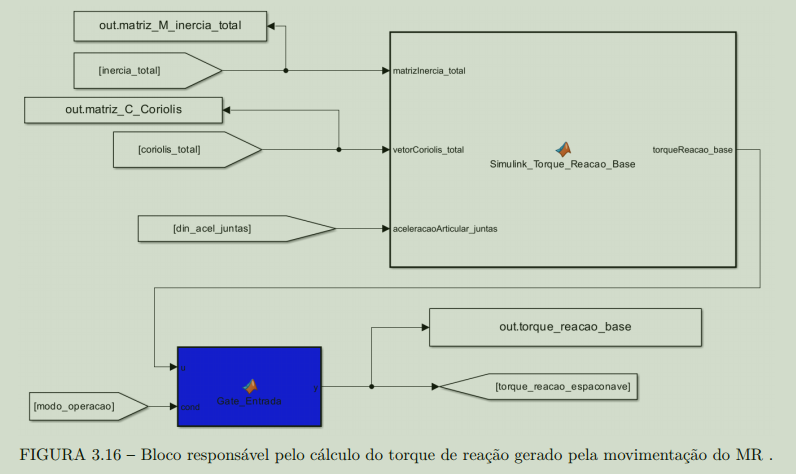 out.matriz_M_inercia_total
[inercia_total]
matrizInercia_total
out.matriz_C_Coriolis
[coriolis_total]
vetorCoriolis_total
Simulink_Torque_Reacao_Base
torqueReacao_base
[din_acel_juntas]
aceleracaoArticular_juntas
out.torque_reacao_base
u
y
[torque_reacao_espaconave]
[modo_operacao]
cond
Gate_Entrada
FIGURA 3.16 – Bloco responsável pelo cálculo do torque de reação gerado pela movimentação do MR .